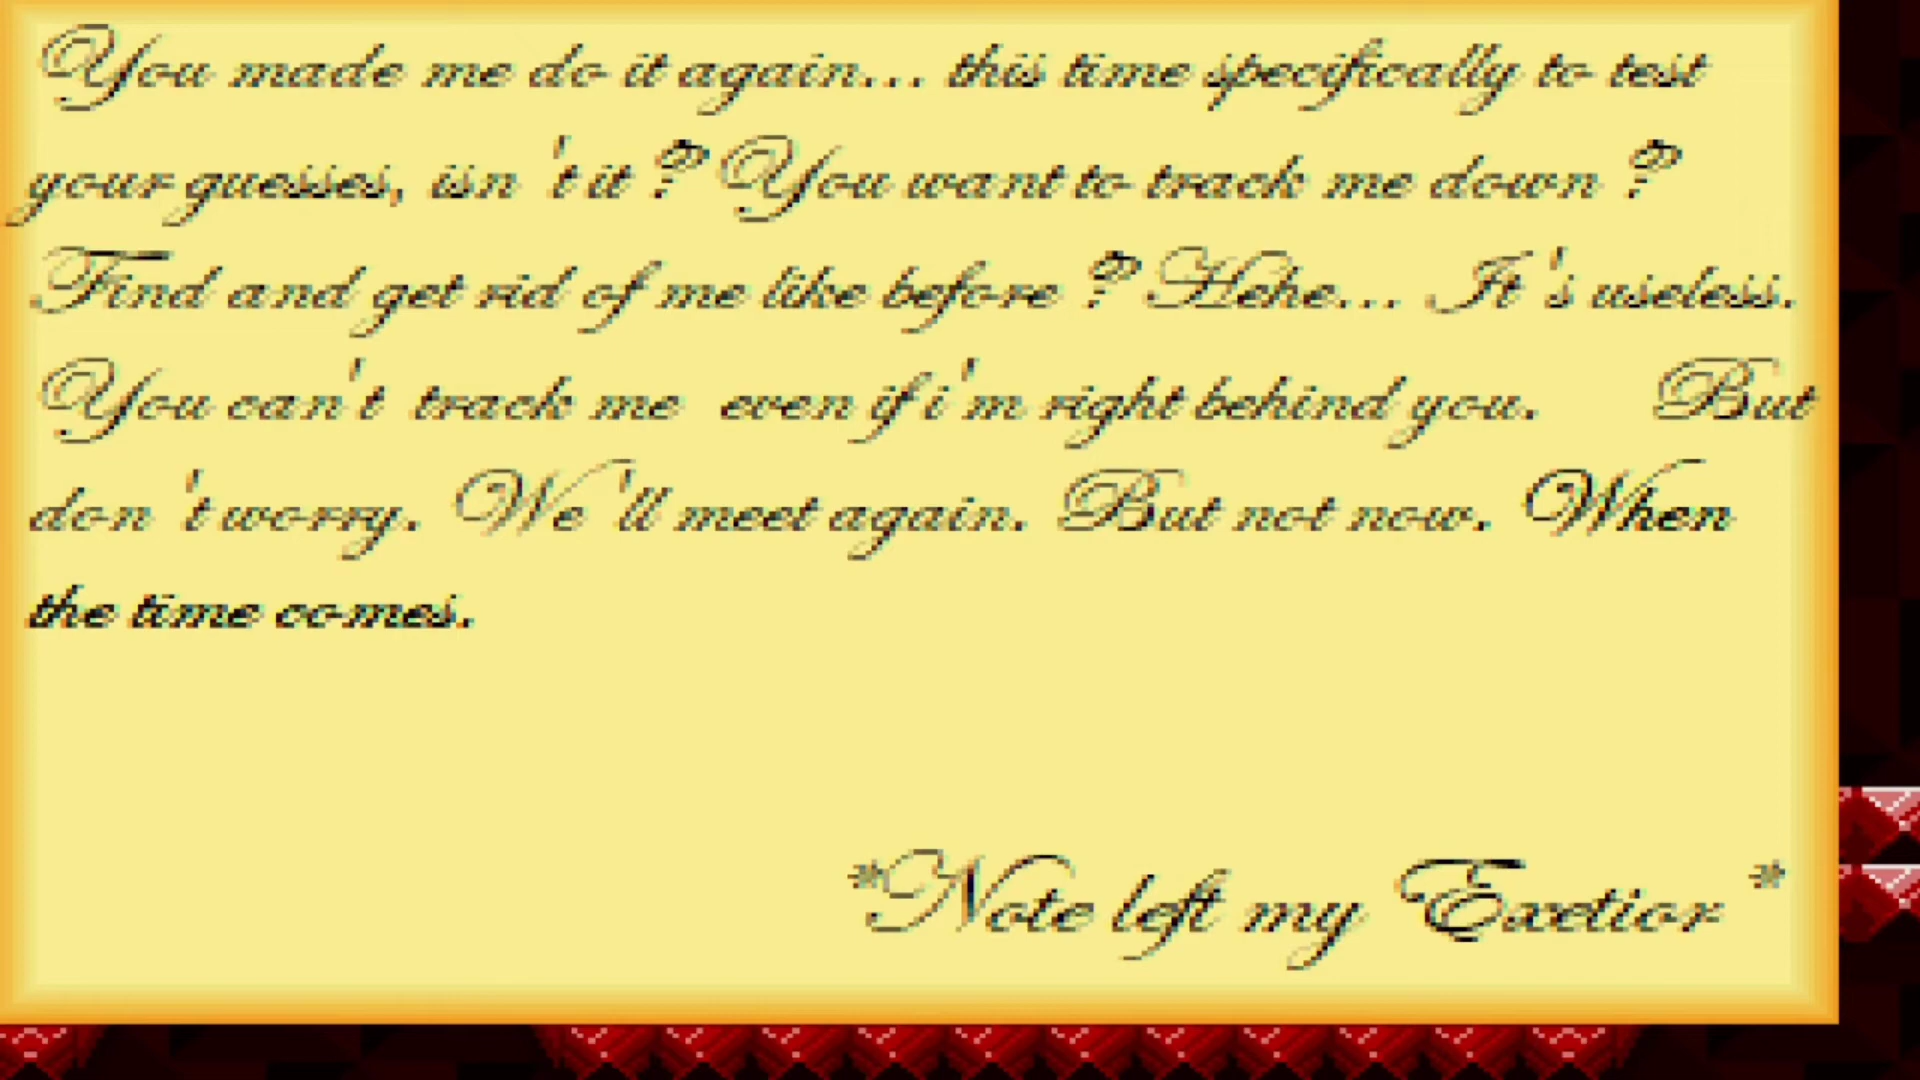 You made me do it again... this time specifically to test
your guesses, isn 't it ? You want to track me down ?
Find and get rid of me like before ? Hehe... It's useless.
You can't track me even if i'm right behind you. But
don't worry. We'll meet again. But not now. When
the time comes.
*Note left my Exetior *